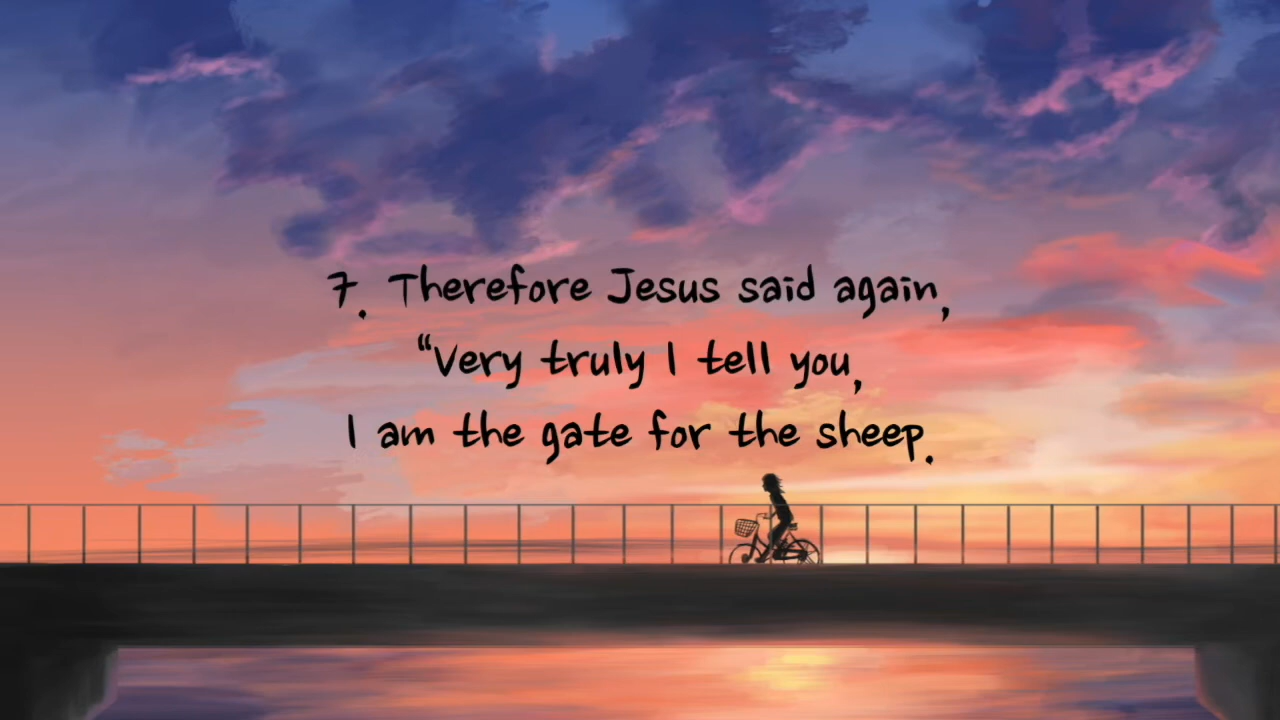 7. Therefore Jesus said again,
“Very truly I tell you,
I am the gate for the sheep.